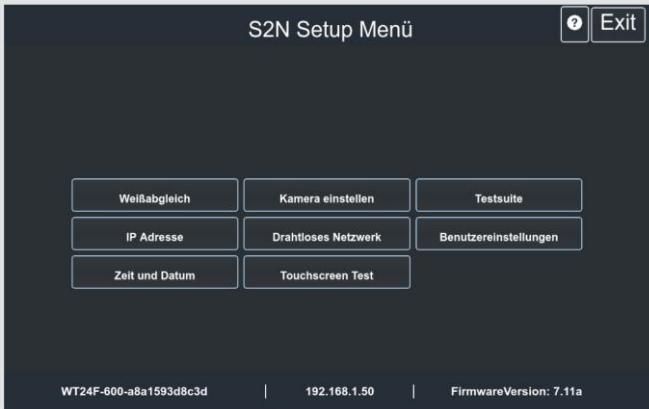 S2N Setup Menü
? Exit
Weißabgleich Kamera einstellen Testsuite
IP Adresse Drahtloses Netzwerk Benutzereinstellungen
Zeit und Datum Touchscreen Test
WT24F-600-a8a1593d8c3d | 192.168.1.50 | FirmwareVersion: 7.11a